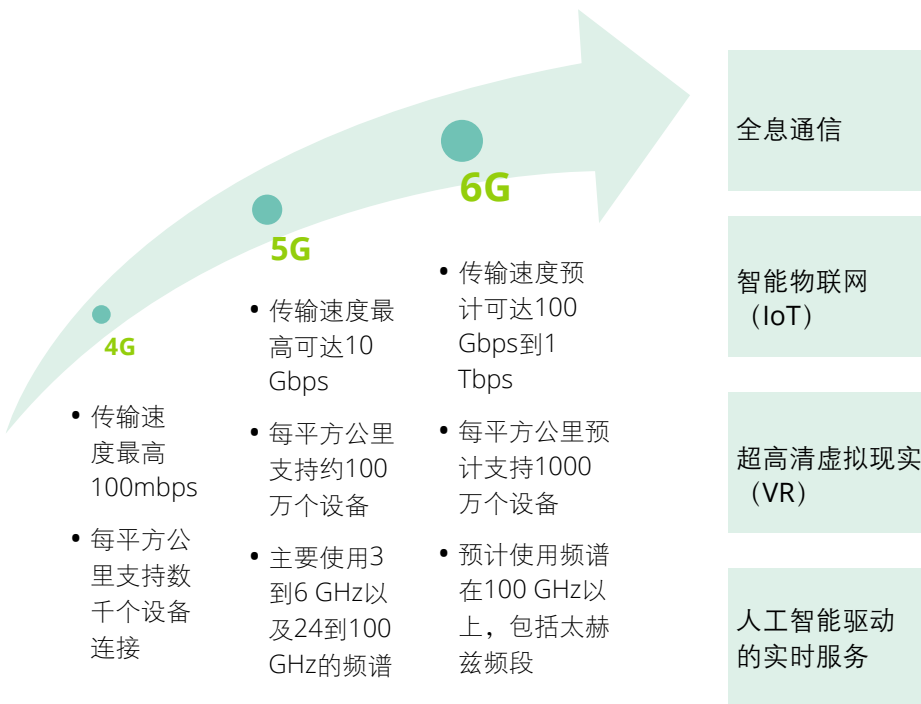 4G
• 传输速
度最高
100mbps
• 每平方公
里支持数
千个设备
连接
5G
• 传输速度最
高可达10
Gbps
• 每平方公里
支持约100
万个设备
• 主要使用3
到6 GHz以
及24到100
GHz的频谱
6G
• 传输速度预
计可达100
Gbps到1
Tbps
• 每平方公里预
计支持1000
万个设备
• 预计使用频谱
在100 GHz以
上，包括太赫
兹频段
全息通信
智能物联网
（IoT）
超高清虚拟现实
（VR）
人工智能驱动
的实时服务